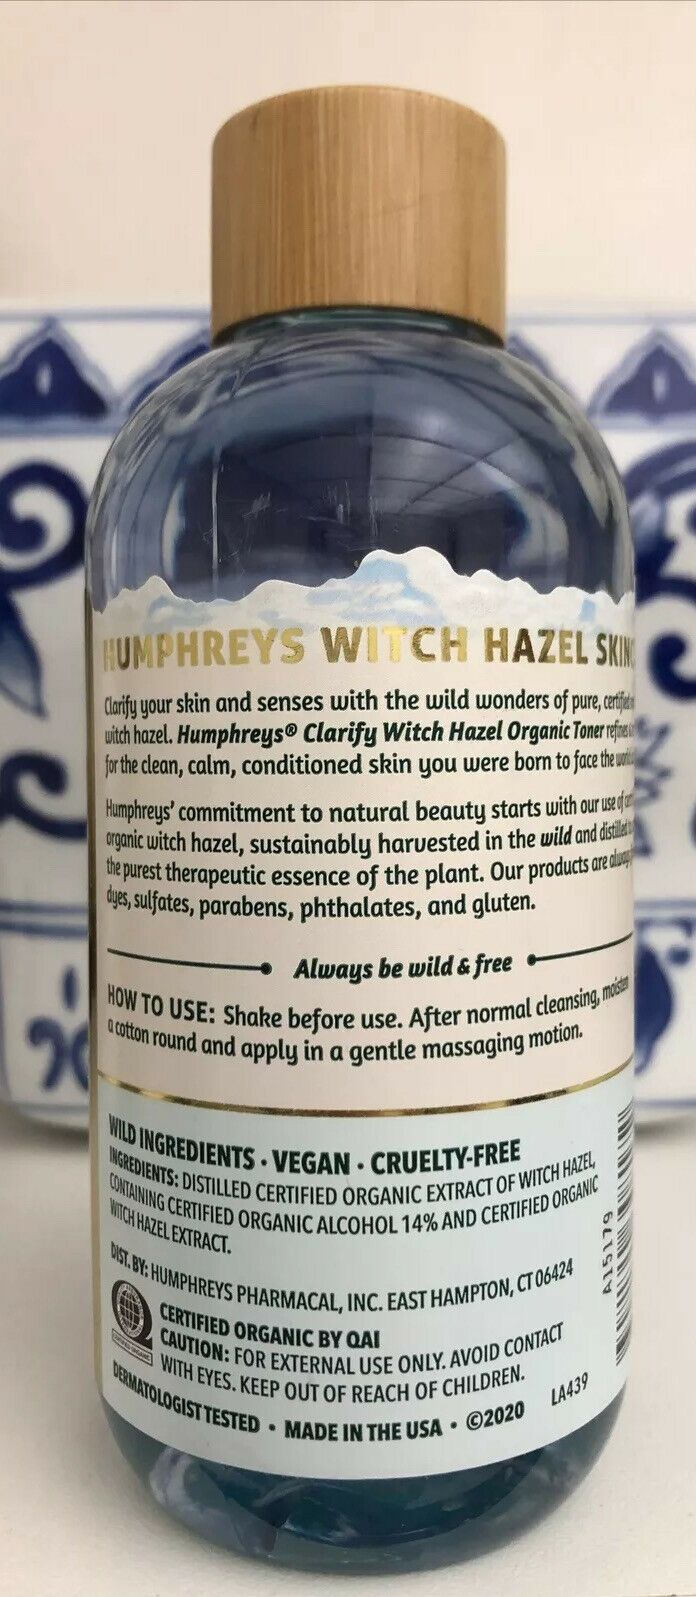 HUMPHREYS WITCH HAZEL
Clarify your skin and senses with the wild wonders of pure,
witch hazel. Humphreys® Clarify Witch Hazel Organic Toner
for the clean, calm, conditioned skin you were born to face the
Humphreys' commitment to natural beauty starts with our use of
organic witch hazel, sustainably harvested in the wild and distilled
the purest therapeutic essence of the plant. Our products are
dyes, sulfates, parabens, phthalates, and gluten.
Always be wild & free
HOW TO USE: Shake before use. After normal cleansing, moisten
a cotton round and apply in a gentle massaging motion.
WILD INGREDIENTS · VEGAN · CRUELTY-FREE
INGREDIENTS: DISTILLED CERTIFIED ORGANIC EXTRACT OF WITCH HAZEL,
CONTAINING CERTIFIED ORGANIC ALCOHOL 14% AND CERTIFIED ORGANIC
WITCH HAZEL EXTRACT.
DIST. BY: HUMPHREYS PHARMACAL, INC. EAST HAMPTON, CT 06424
CERTIFIED ORGANIC BY QAI
CAUTION: FOR EXTERNAL USE ONLY. AVOID CONTACT
WITH EYES. KEEP OUT OF REACH OF CHILDREN.
DERMATOLOGIST TESTED • MADE IN THE USA • ©2020
LA439
A15179